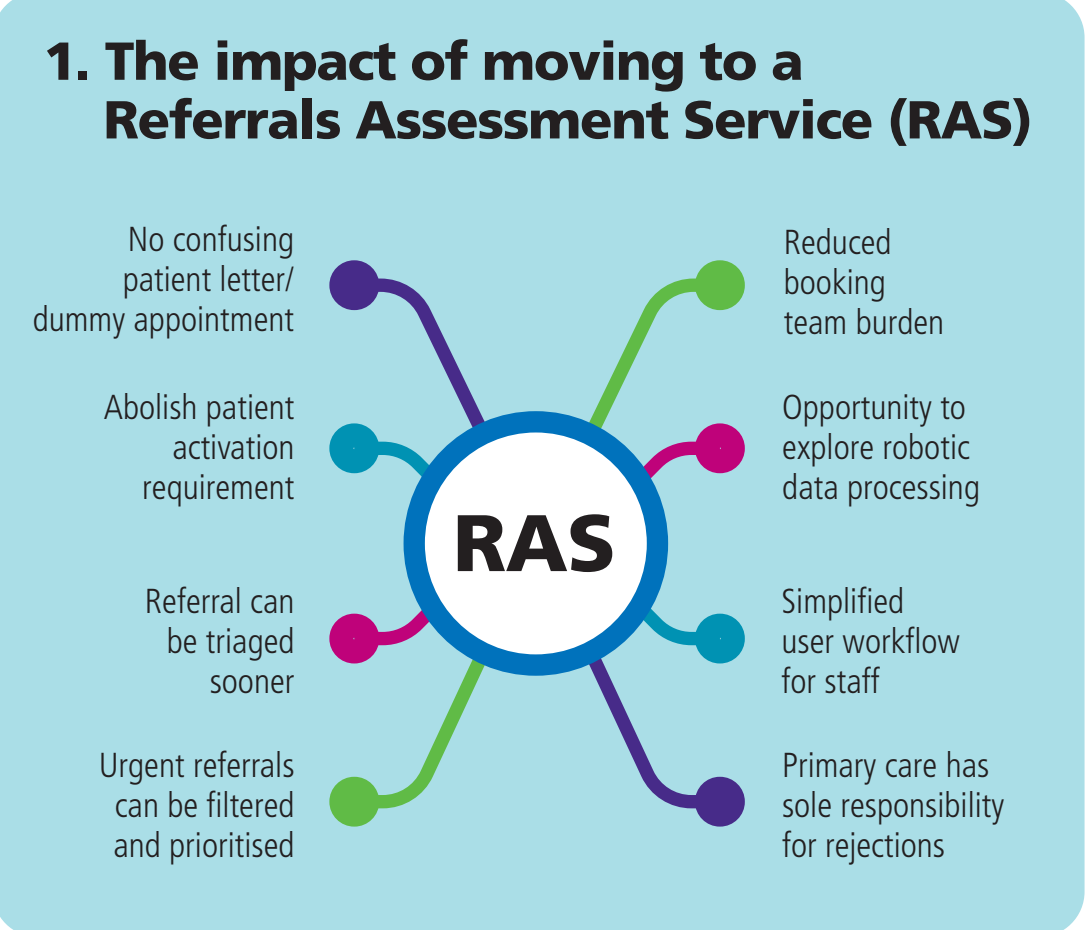 1. The impact of moving to a
Referrals Assessment Service (RAS)
No confusing
patient letter/
dummy appointment
Abolish patient
activation
requirement
Referral can
be triaged
sooner
Urgent referrals
can be filtered
and prioritised
RAS
Reduced
booking
team burden
Opportunity to
explore robotic
data processing
Simplified
user workflow
for staff
Primary care has
sole responsibility
for rejections